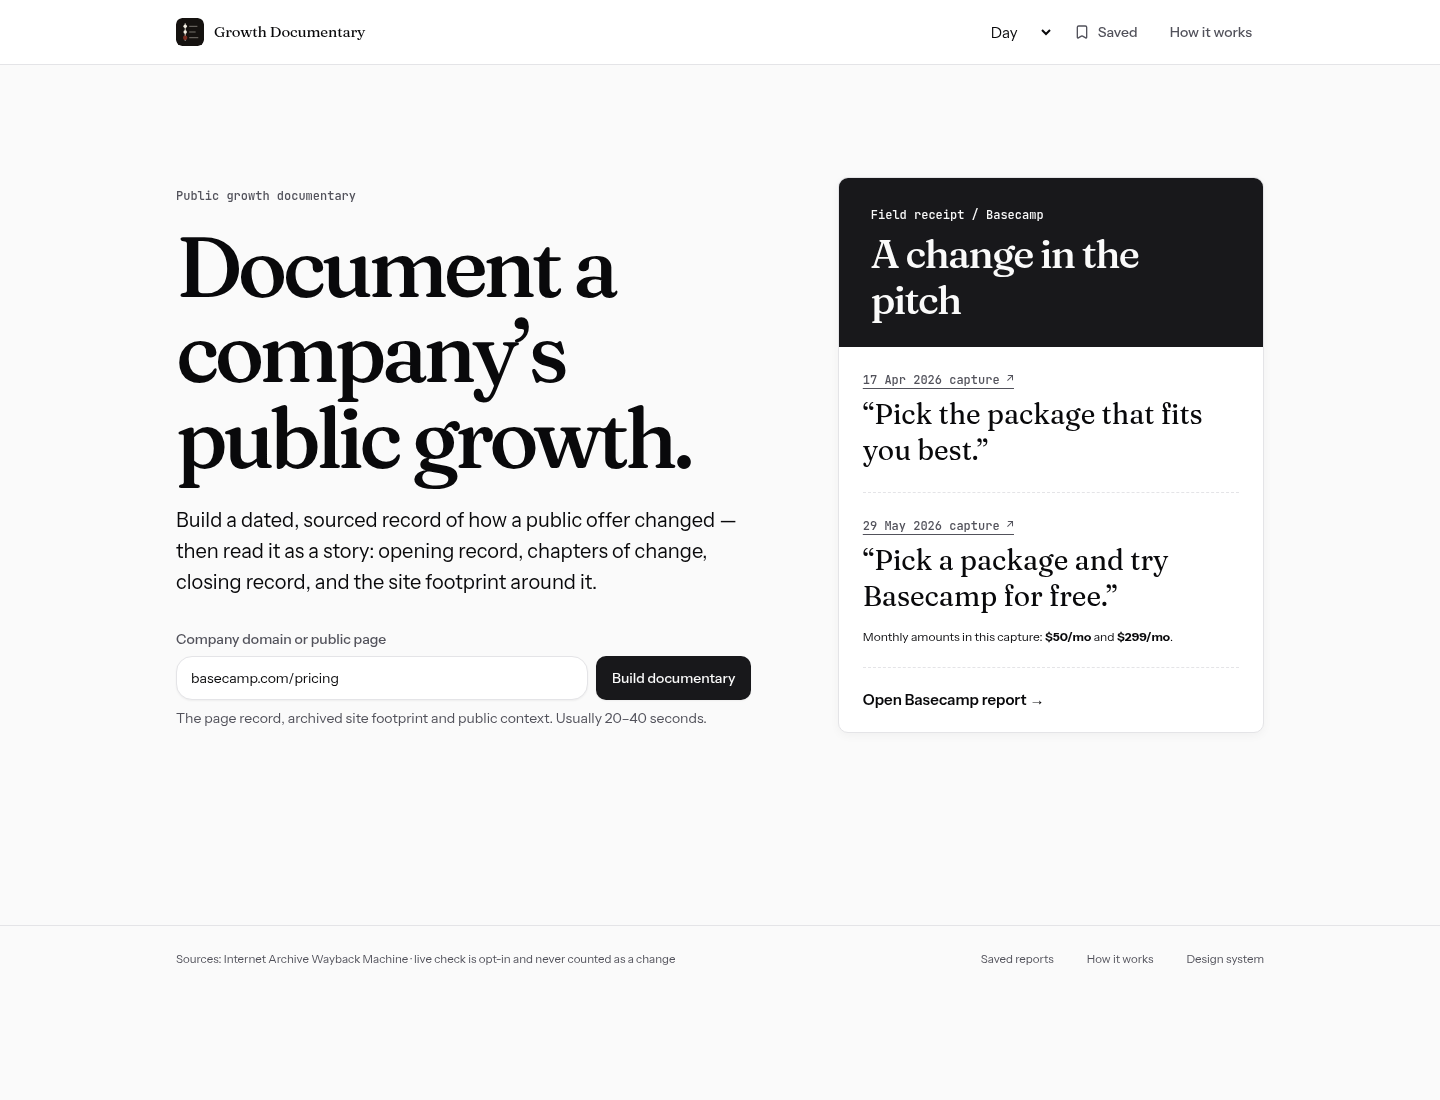 Growth Documentary
Day
Saved
How it works
Public growth documentary
Document a
company’s
public growth.
Build a dated, sourced record of how a public offer changed —
then read it as a story: opening record, chapters of change,
closing record, and the site footprint around it.
Company domain or public page
basecamp.com/pricing
Build documentary
The page record, archived site footprint and public context. Usually 20–40 seconds.
Field receipt / Basecamp
A change in the
pitch
17 Apr 2026 capture ↗
“Pick the package that fits
you best.”
29 May 2026 capture ↗
“Pick a package and try
Basecamp for free.”
Monthly amounts in this capture: $50/mo and $299/mo.
Open Basecamp report →
Sources: Internet Archive Wayback Machine · live check is opt-in and never counted as a change
Saved reports
How it works
Design system